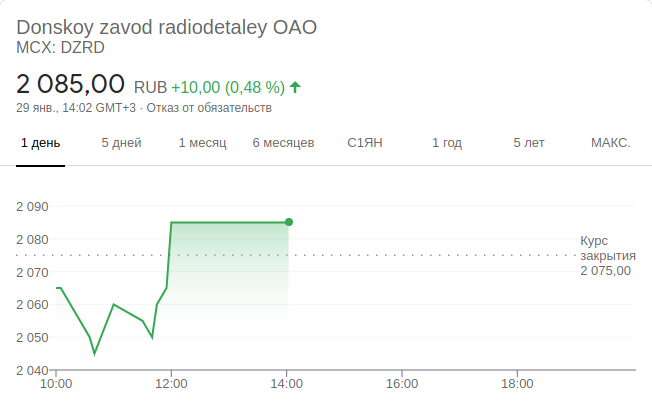 Donskoy zavod radiodetaley OAO
MCX: DZRD
2 085,00 RUB +10,00 (0,48 %)
29 янв., 14:02 GMT+3 · Отказ от обязательств
1 день 5 дней 1 месяц 6 месяцев С1ЯН 1 год 5 лет МАКС.
2 090
2 080
2 070
2 060
2 050
2 040
Курс
закрытия
2 075,00
10:00 12:00 14:00 16:00 18:00